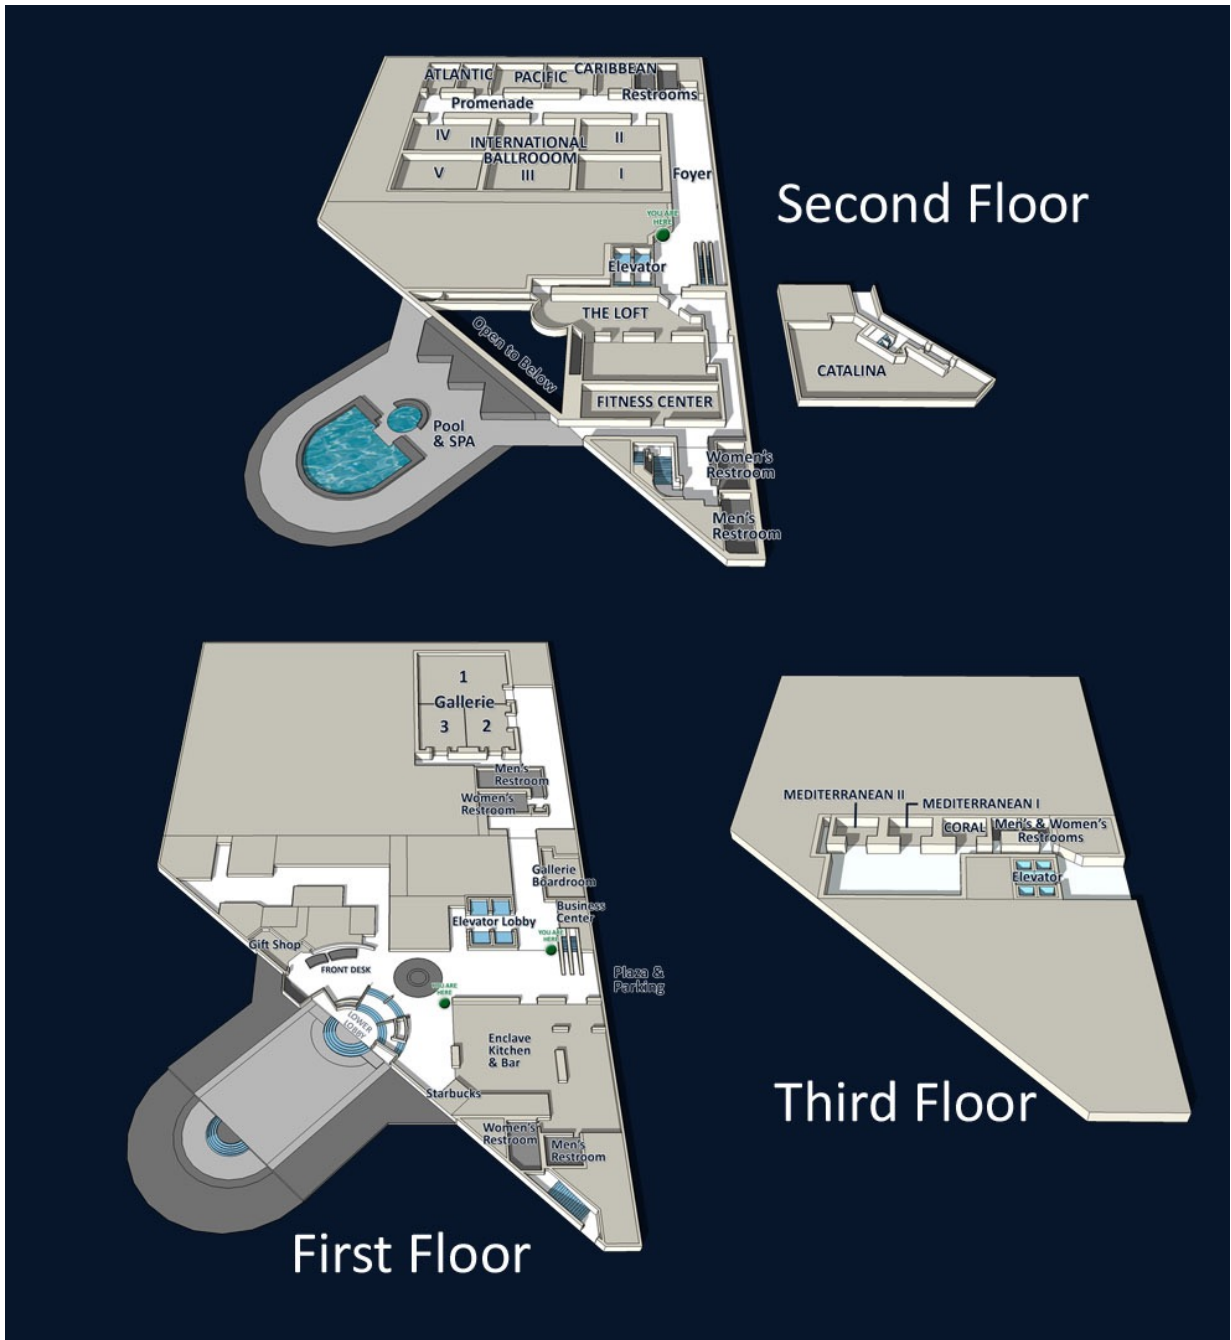 ATLANTIC
PACIFIC
CARIBBEAN
Restrooms
Promenade
IV
INTERNATIONAL
BALLROOOM
II
V
III
I
Foyer
YOU ARE
HERE
Elevator
THE LOFT
Open to Below
FITNESS CENTER
Pool
& SPA
Women's
Restroom
Men's
Restroom
Second Floor
CATALINA
1
Gallerie
3
2
Men's
Restroom
Women's
Restroom
Gallerie
Boardroom
Business
Center
Elevator Lobby
YOU ARE
HERE
Gift Shop
FRONT DESK
YOU ARE
HERE
LOWER
LOBBY
Plaza &
Parking
Enclave
Kitchen
& Bar
Starbucks
Women's
Restroom
Men's
Restroom
First Floor
MEDITERRANEAN II
MEDITERRANEAN I
CORAL
Men's & Women's
Restrooms
Elevator
Third Floor